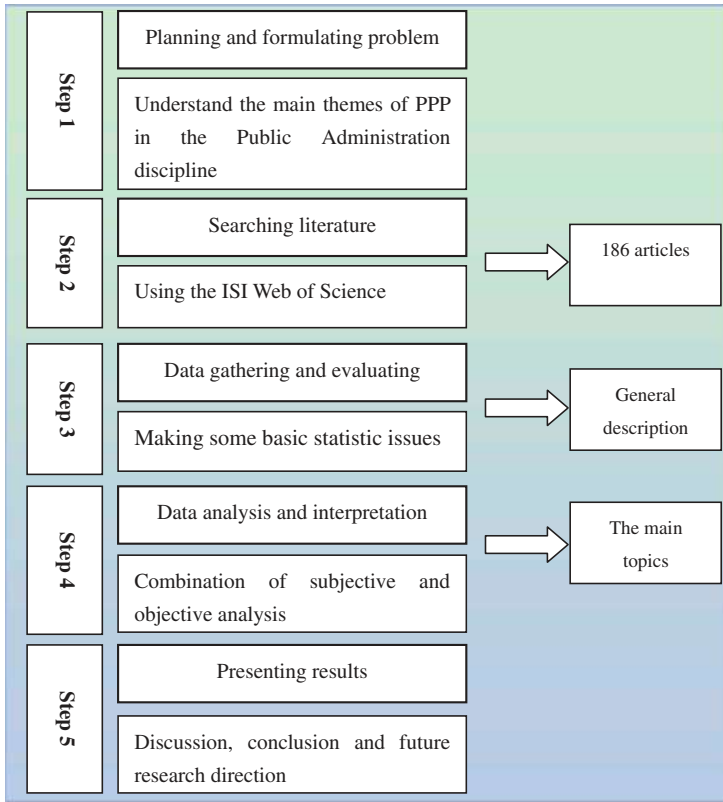 Step 1
Planning and formulating problem
Understand the main themes of PPP
in the Public Administration
discipline
Step 2
Searching literature
Using the ISI Web of Science
186 articles
Step 3
Data gathering and evaluating
Making some basic statistic issues
General
description
Step 4
Data analysis and interpretation
Combination of subjective and
objective analysis
The main
topics
Step 5
Presenting results
Discussion, conclusion and future
research direction